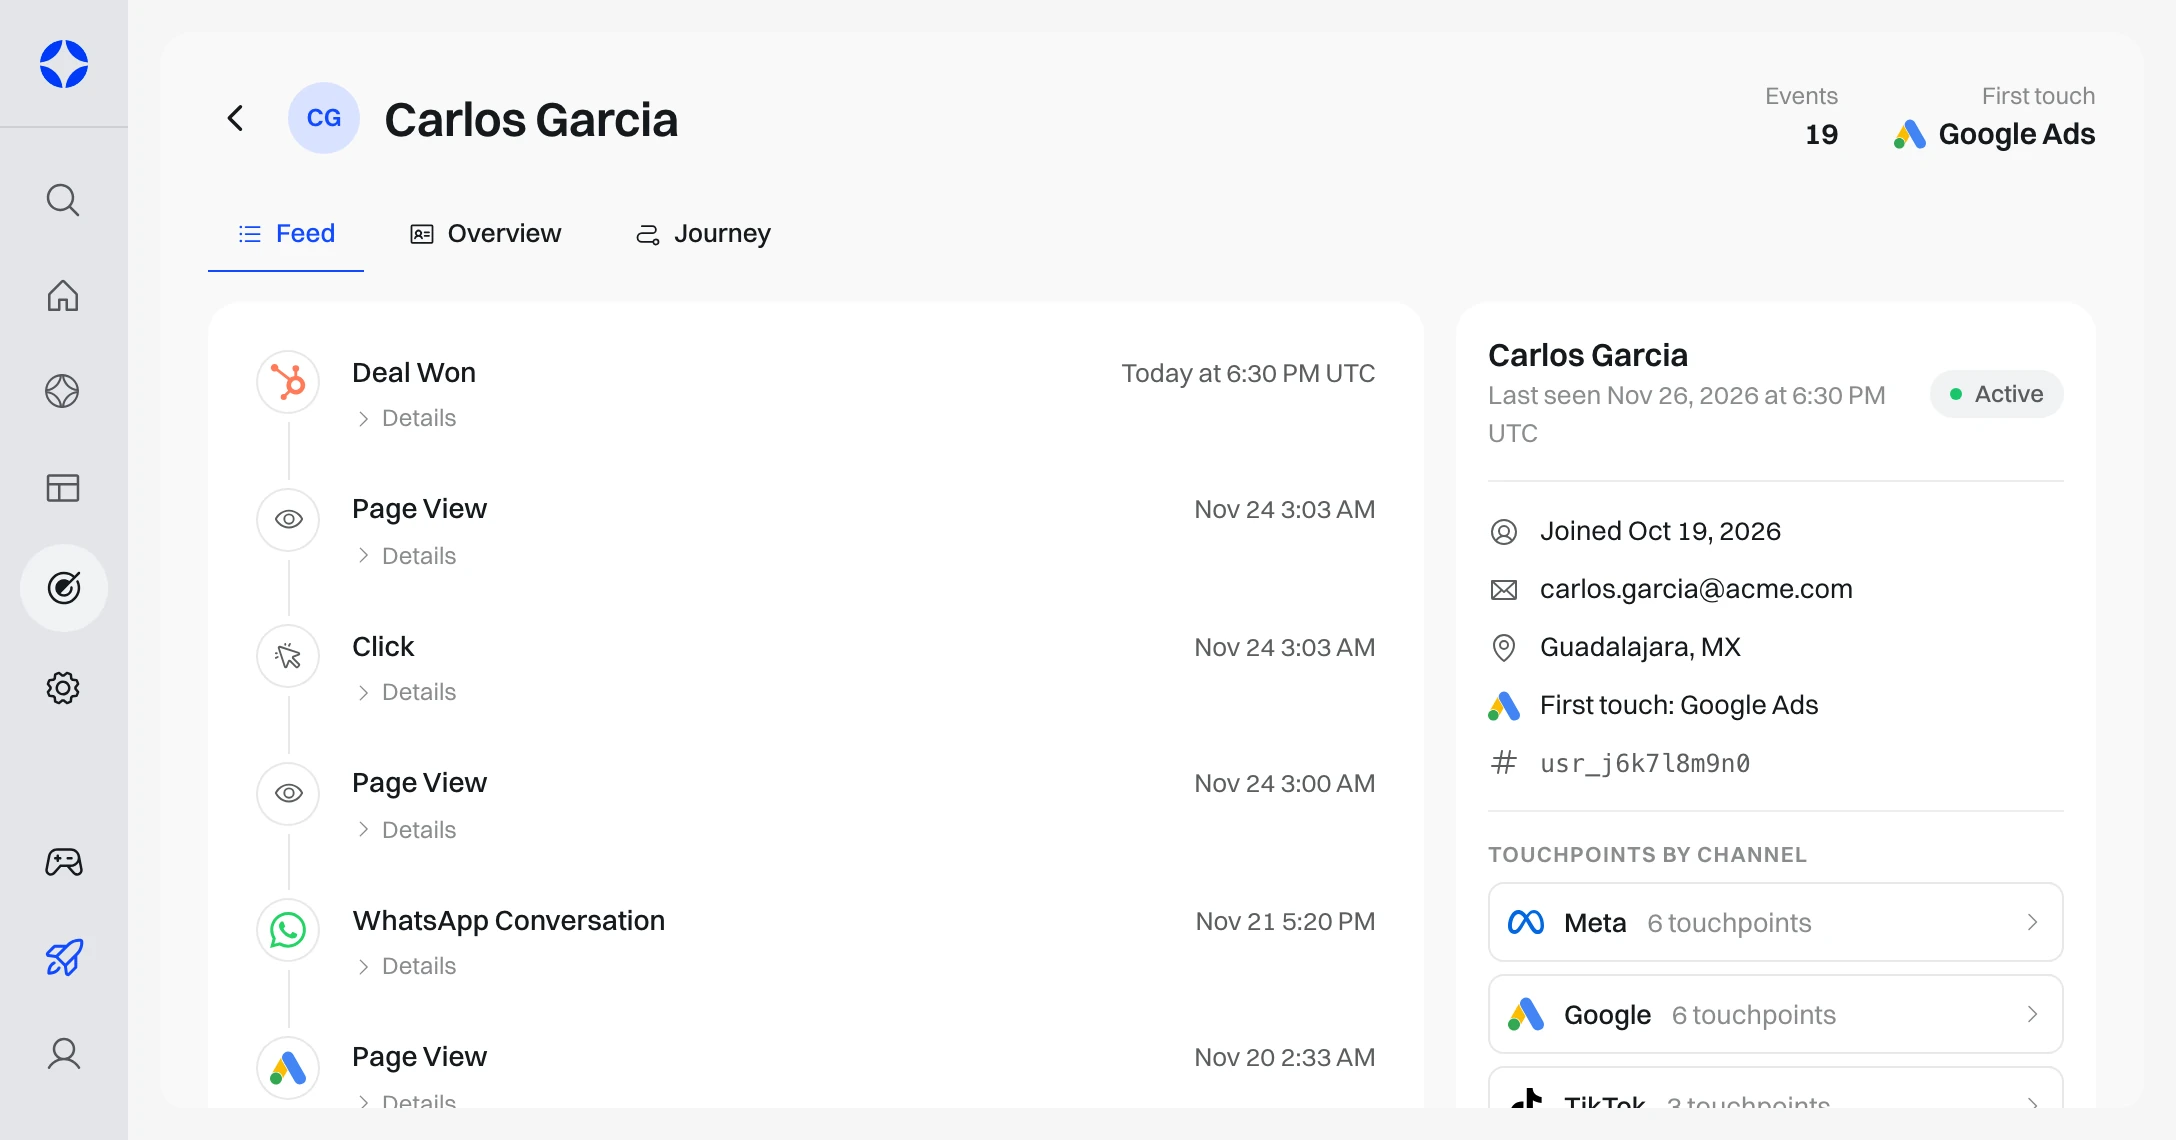 CG
Carlos Garcia
Events
19
First touch
Google Ads
Feed
Overview
Journey
Deal Won
Today at 6:30 PM UTC
Details
Page View
Nov 24 3:03 AM
Details
Click
Nov 24 3:03 AM
Details
Page View
Nov 24 3:00 AM
Details
WhatsApp Conversation
Nov 21 5:20 PM
Details
Page View
Nov 20 2:33 AM
Details
Carlos Garcia
Last seen Nov 26, 2026 at 6:30 PM
UTC
Active
Joined Oct 19, 2026
carlos.garcia@acme.com
Guadalajara, MX
First touch: Google Ads
# usr_j6k7l8m9n0
TOUCHPOINTS BY CHANNEL
Meta 6 touchpoints
Google 6 touchpoints
TikTok 3 touchpoints